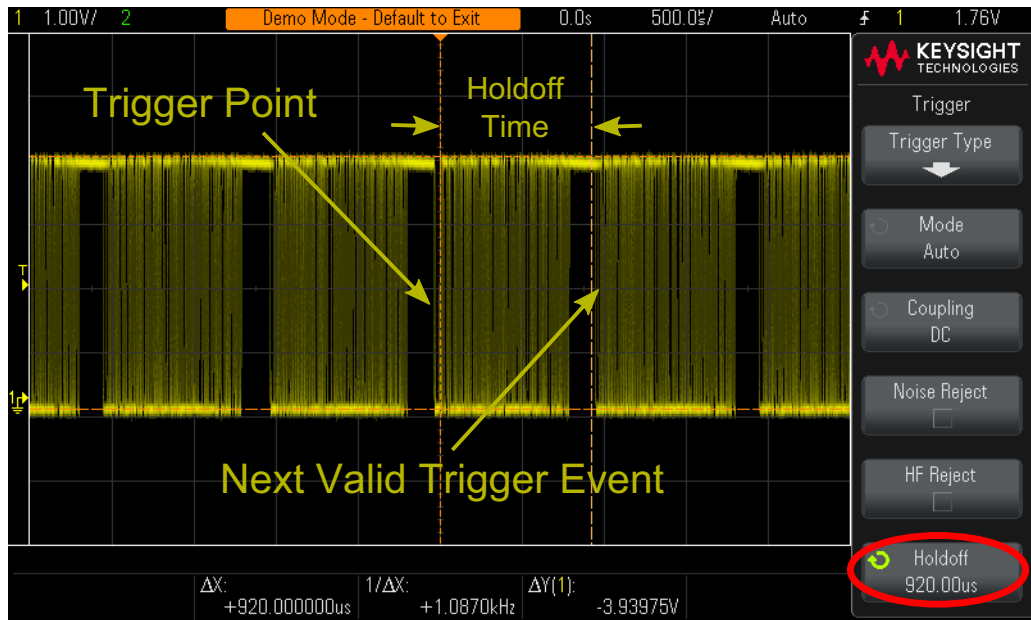 1 1.00V/ 2 Demo Mode - Default to Exit 0.0s 500.0µs/ Auto 1 1.76V
KEYSIGHT
TECHNOLOGIES
Trigger
Trigger Type
Mode
Auto
Coupling
DC
Noise Reject
HF Reject
Holdoff
920.00us
Trigger Point
Holdoff
Time
T
1
Next Valid Trigger Event
ΔX:
+920.000000us
1/ΔX:
+1.0870kHz
ΔY(1):
-3.93975V